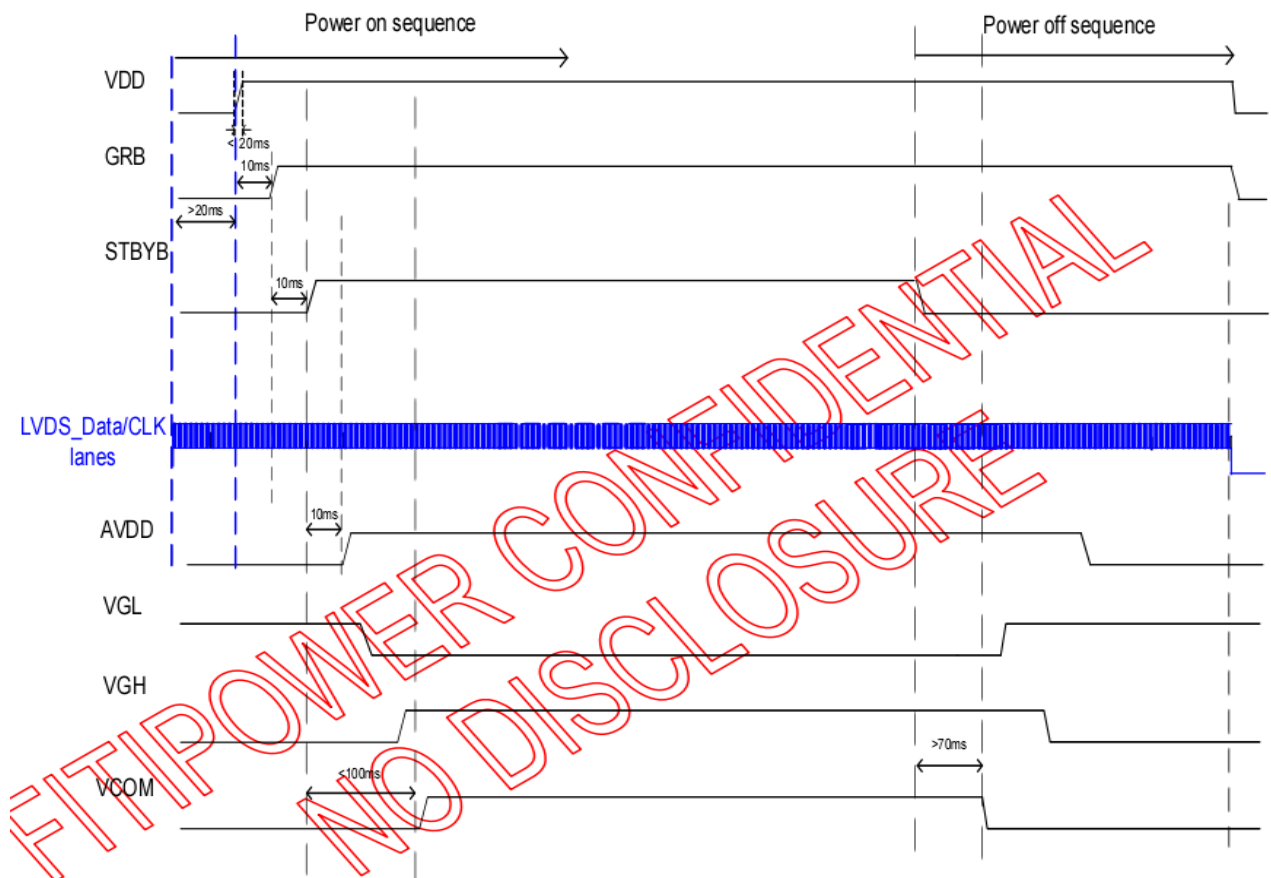 Power on sequence
Power off sequence
VDD
< 20ms
GRB
10ms
>20ms
STBYB
10ms
LVDS_Data/CLK
lanes
10ms
AVDD
VGL
VGH
>70ms
<100ms
VCOM
FITIPOWER CONFIDENTIAL
NO DISCLOSURE